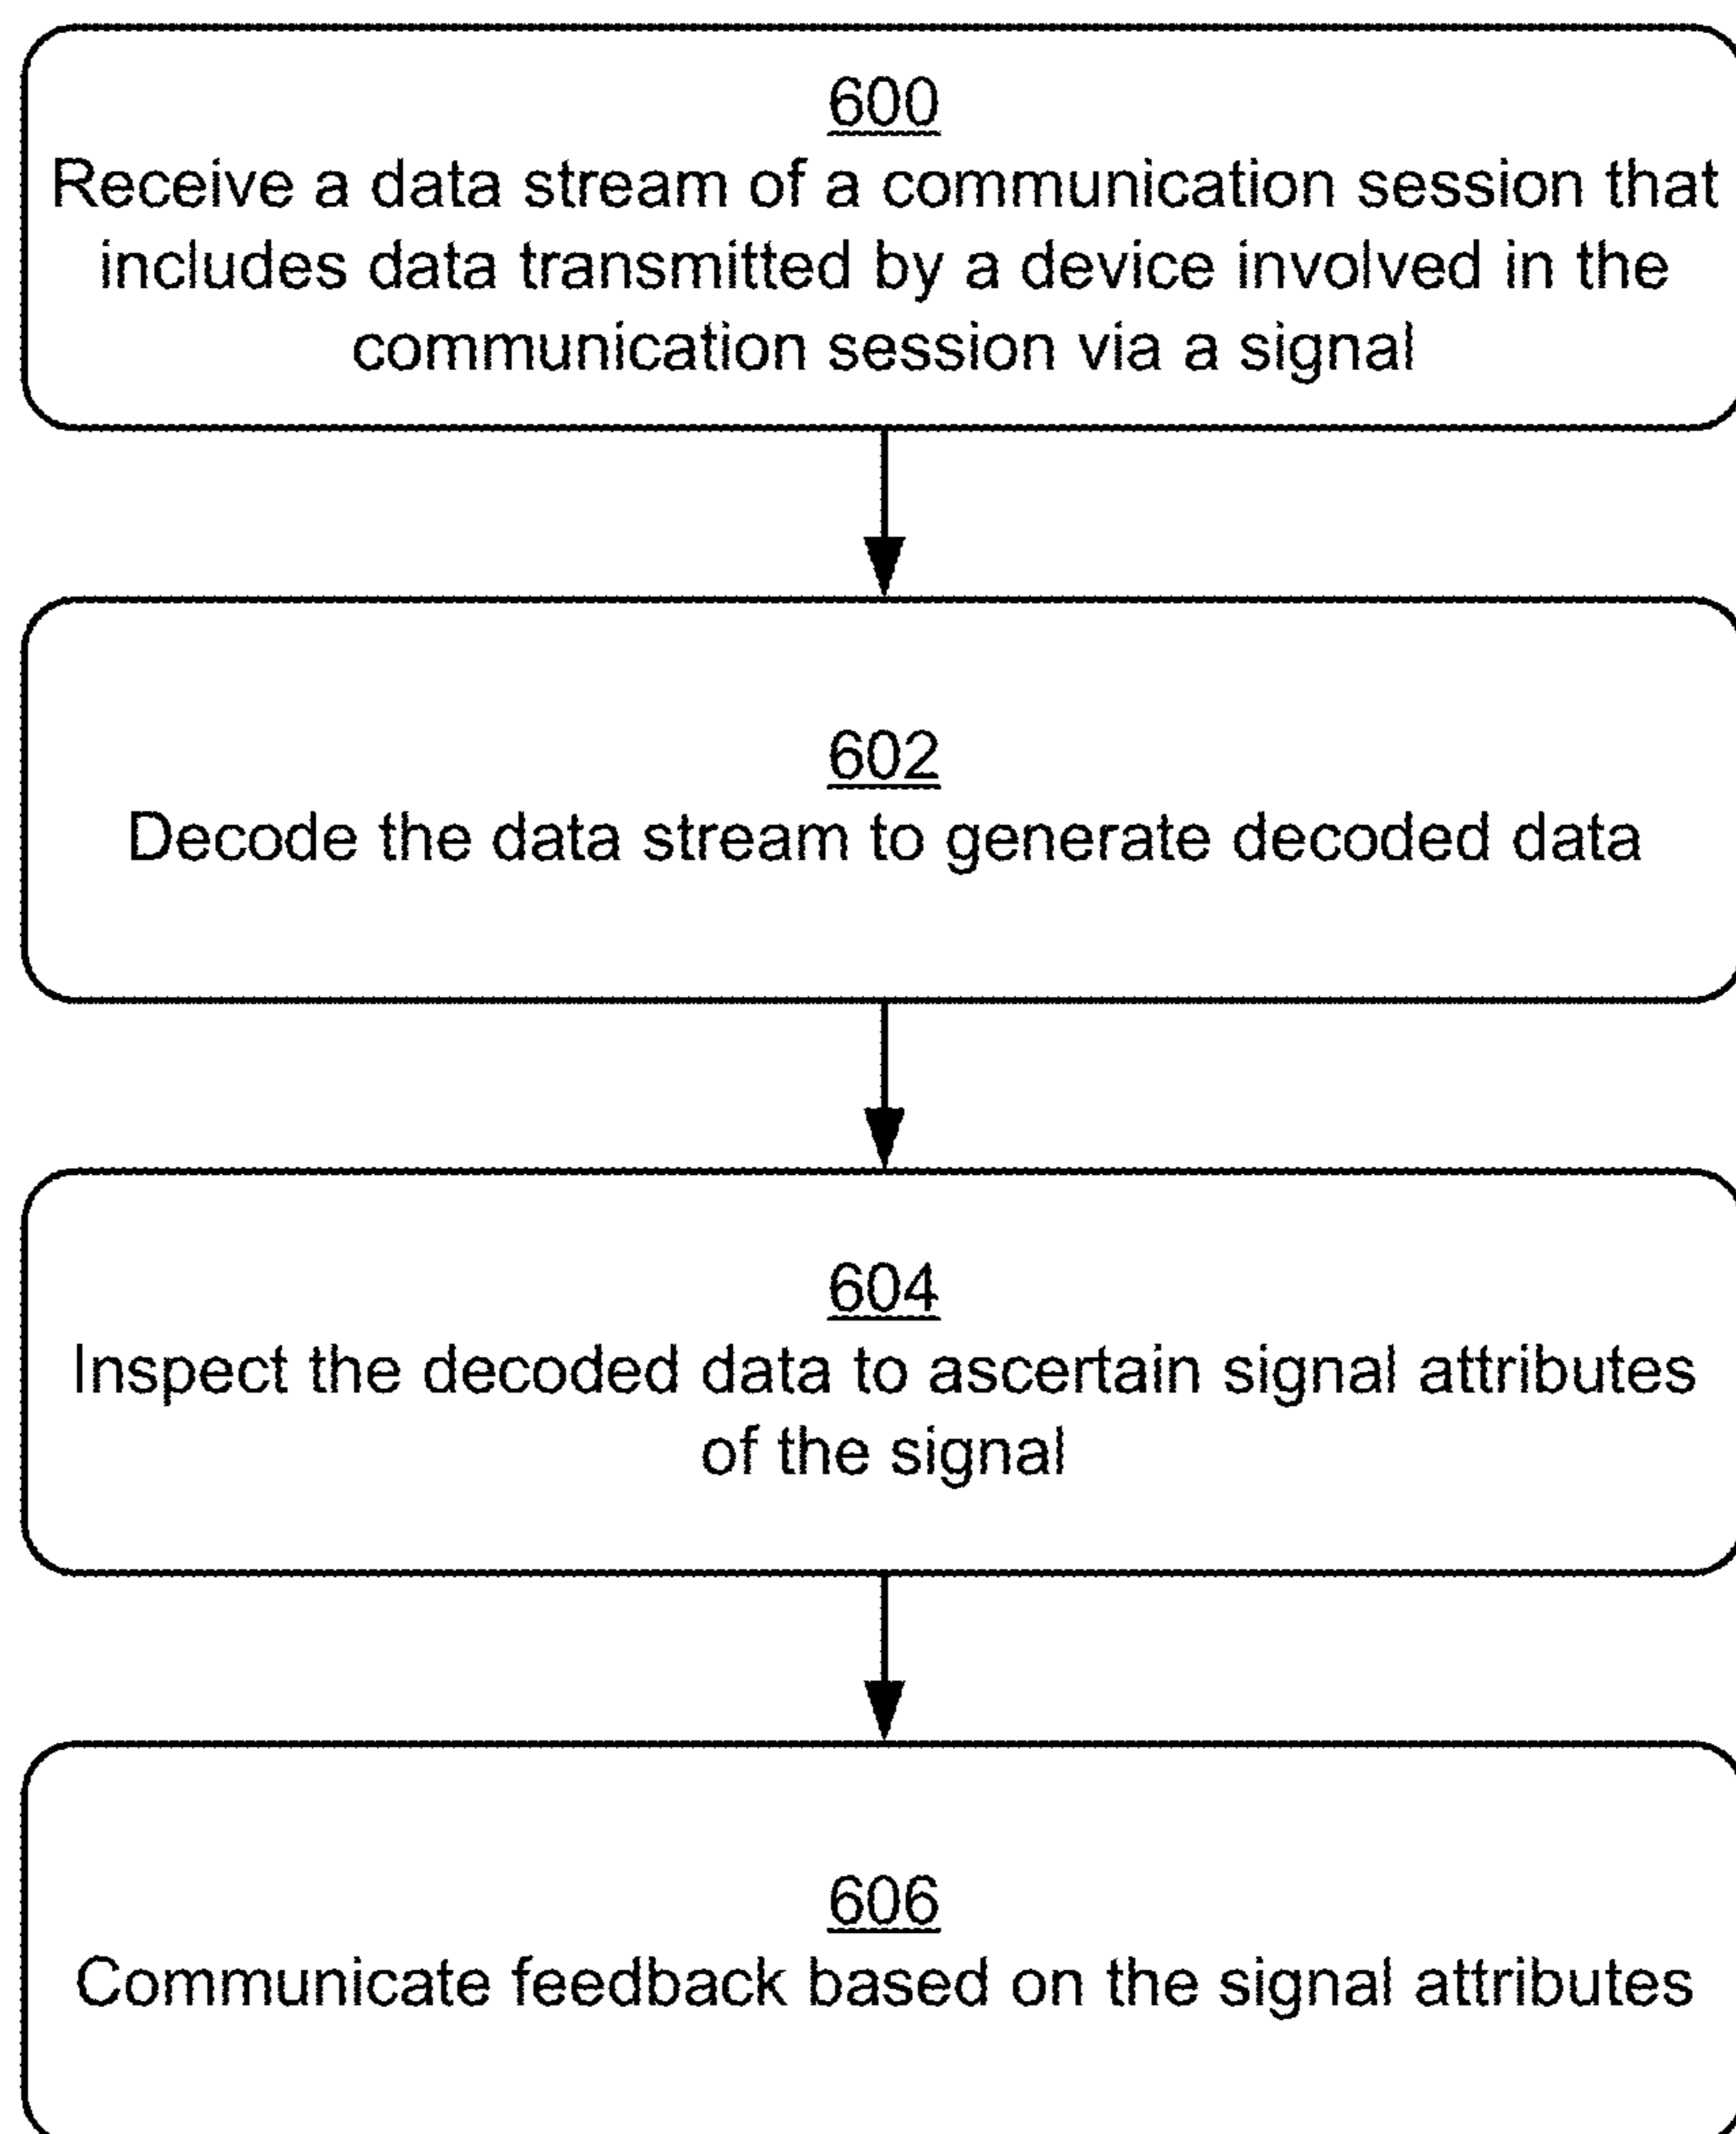 600
Receive a data stream of a communication session that
includes data transmitted by a device involved in the
communication session via a signal
602
Decode the data stream to generate decoded data
604
Inspect the decoded data to ascertain signal attributes
of the signal
606
Communicate feedback based on the signal attributes